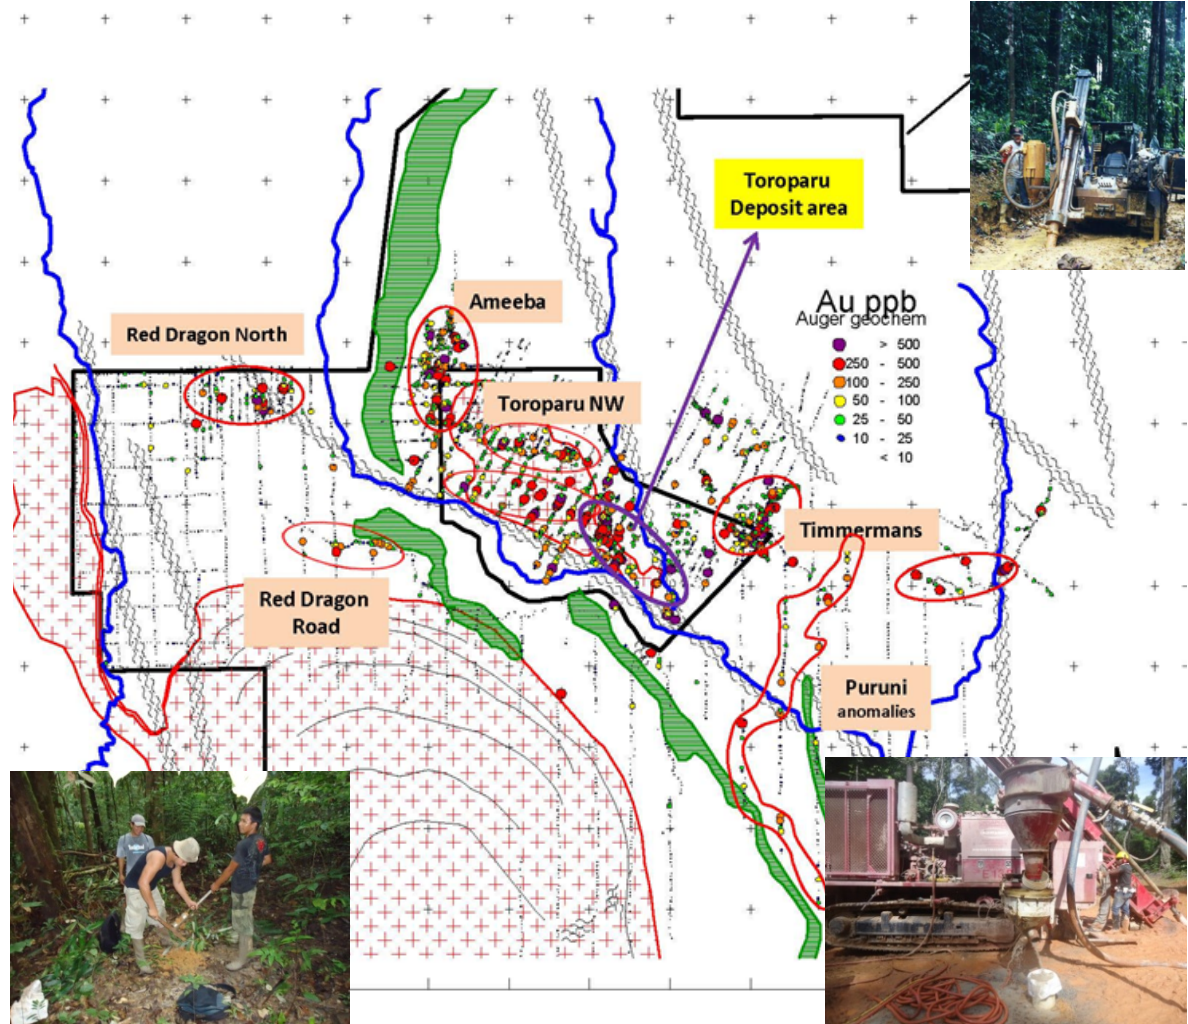 Toroparu
Deposit area
Au ppb
Auger geochem
> 500
250 - 500
100 - 250
50 - 100
25 - 50
10 - 25
< 10
Ameeba
Red Dragon North
Toroparu NW
Timmermans
Red Dragon
Road
Puruni
anomalies